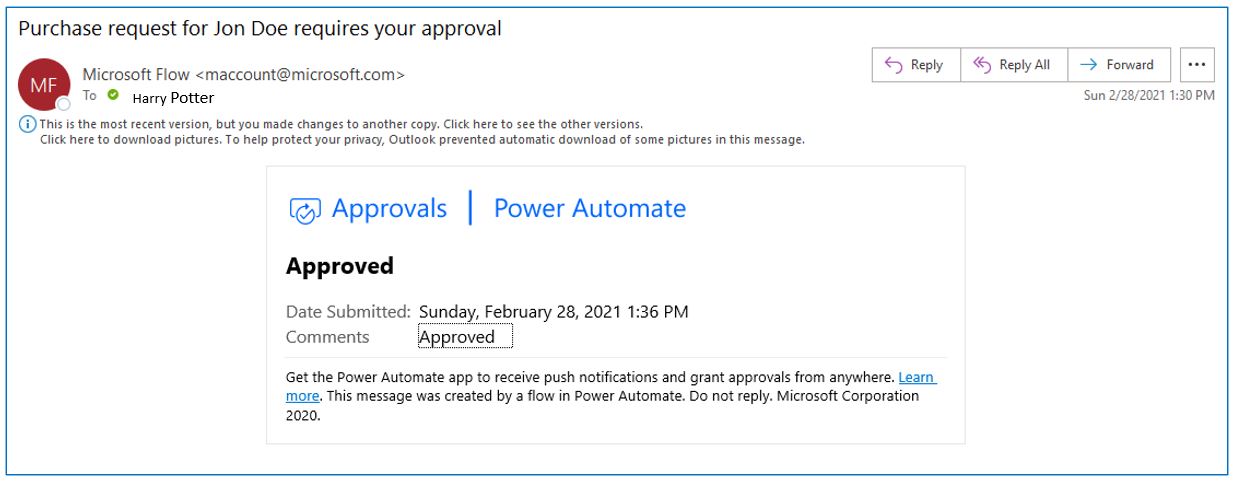 Purchase request for Jon Doe requires your approval
MF
Microsoft Flow <maccount@microsoft.com>
To Harry Potter
Reply Reply All Forward ...
Sun 2/28/2021 1:30 PM
This is the most recent version, but you made changes to another copy. Click here to see the other versions.
Click here to download pictures. To help protect your privacy, Outlook prevented automatic download of some pictures in this message.
Approvals | Power Automate
Approved
Date Submitted: Sunday, February 28, 2021 1:36 PM
Comments Approved
Get the Power Automate app to receive push notifications and grant approvals from anywhere. Learn
more. This message was created by a flow in Power Automate. Do not reply. Microsoft Corporation
2020.